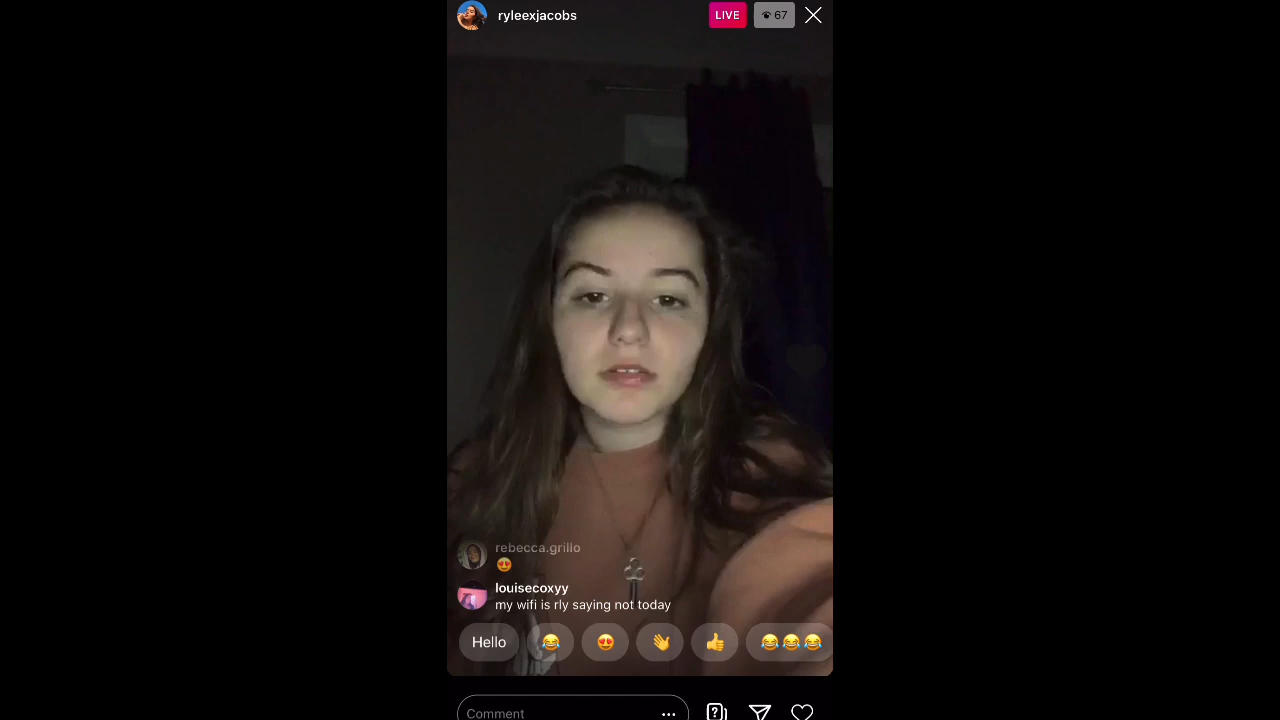 ryleexjacobs
LIVE
67
rebecca.grillo
😍
louisecoxyy
my wifi is rly saying not today
Hello 😂 😍 👋 👍 😂😂😂
Comment